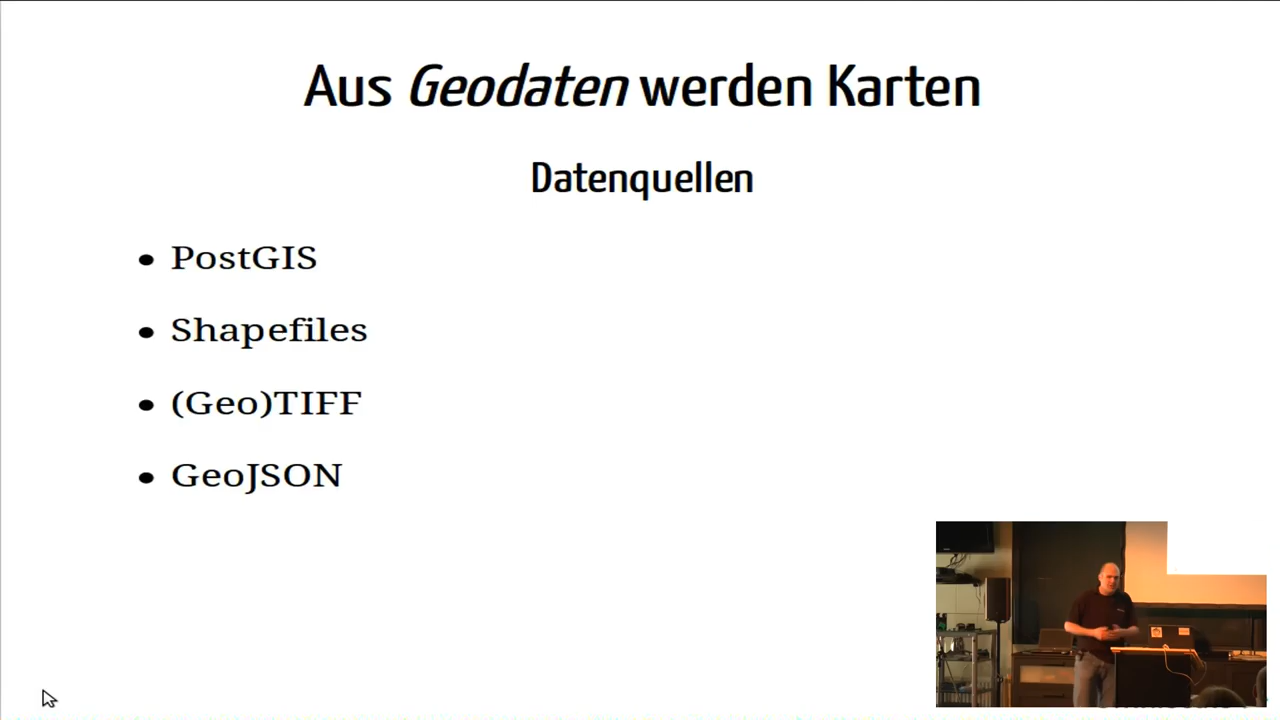 Aus Geodaten werden Karten
Datenquellen
• PostGIS
• Shapefiles
• (Geo)TIFF
• GeoJSON